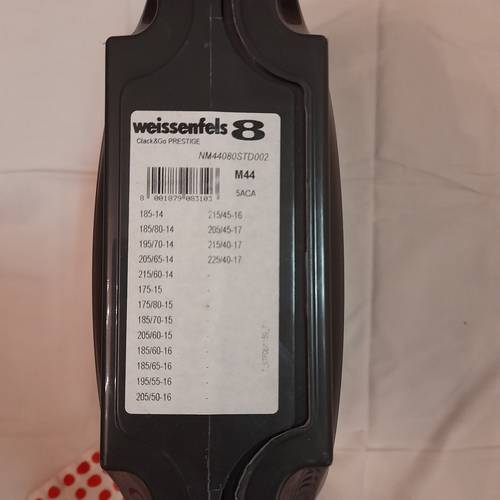 weissenfels 8
Clack&Go PRESTIGE
NM44080STD002
M44
8 001879 083103
5ACA
185-14 215/45-16
185/80-14 205/45-17
195/70-14 215/40-17
205/65-14 225/40-17
215/60-14 -
175-15 -
175/80-15 -
185/70-15 -
205/60-15 -
185/60-16 -
185/65-16 -
195/55-16 -
205/50-16 -